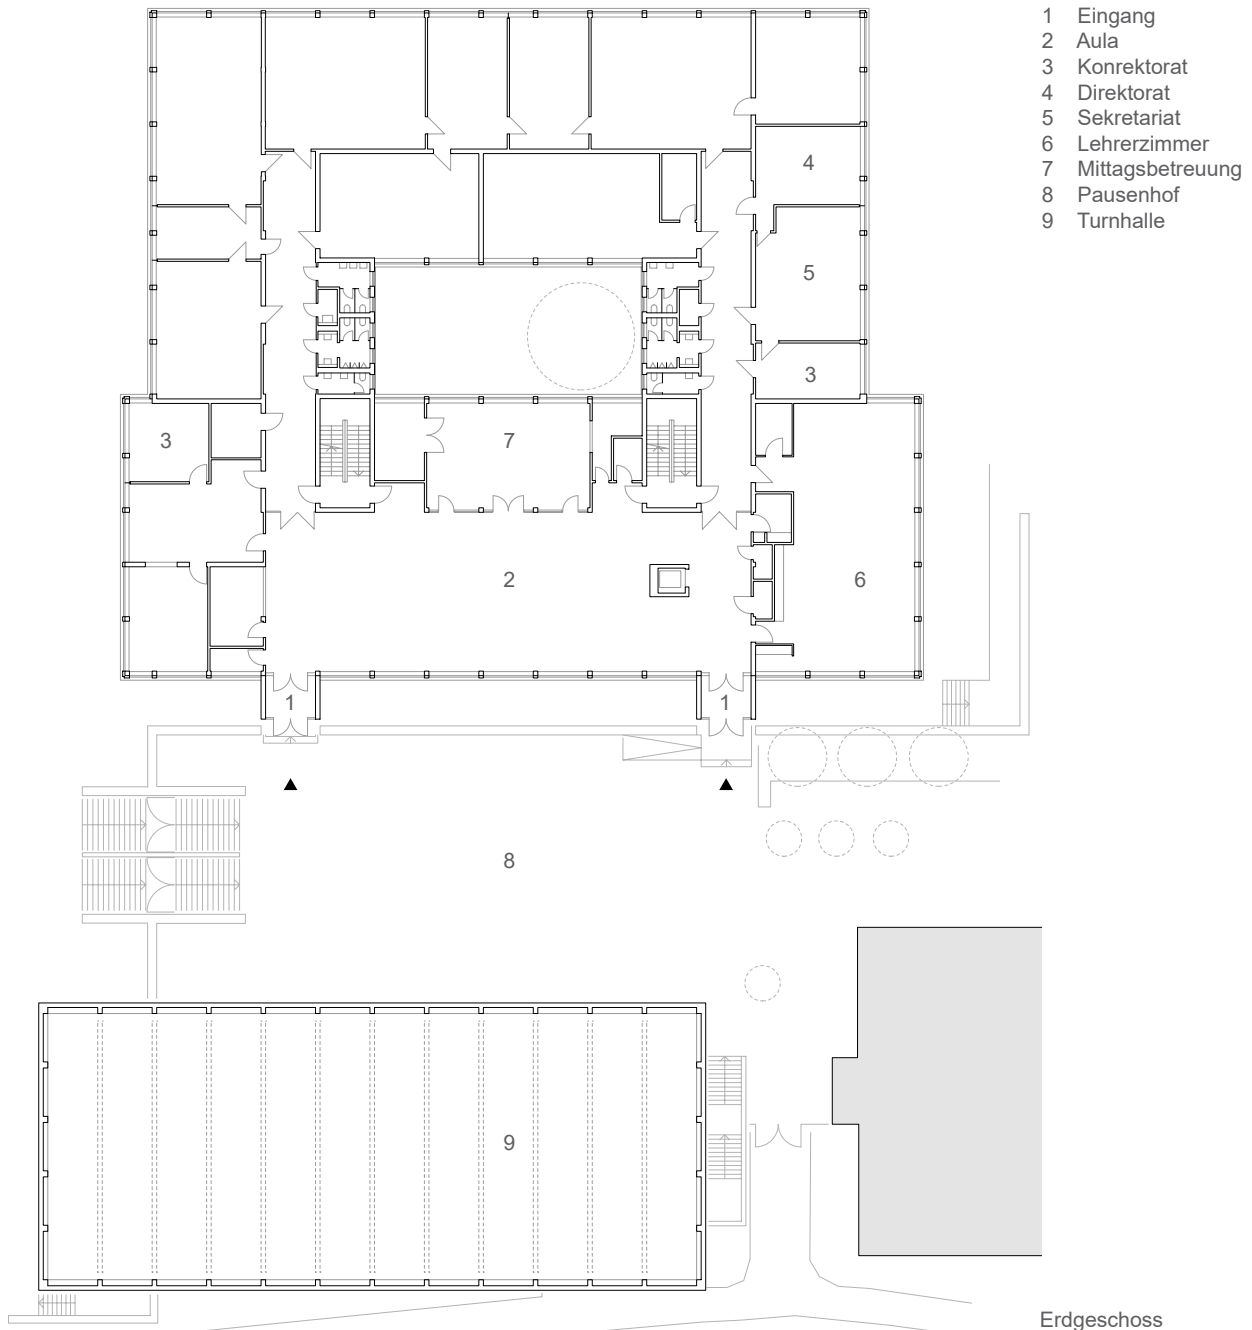 1 Eingang
2 Aula
3 Konrektorat
4 Direktorat
5 Sekretariat
6 Lehrerzimmer
7 Mittagsbetreuung
8 Pausenhof
9 Turnhalle
4
5
3
3
7
2
6
1
1
8
9
Erdgeschoss